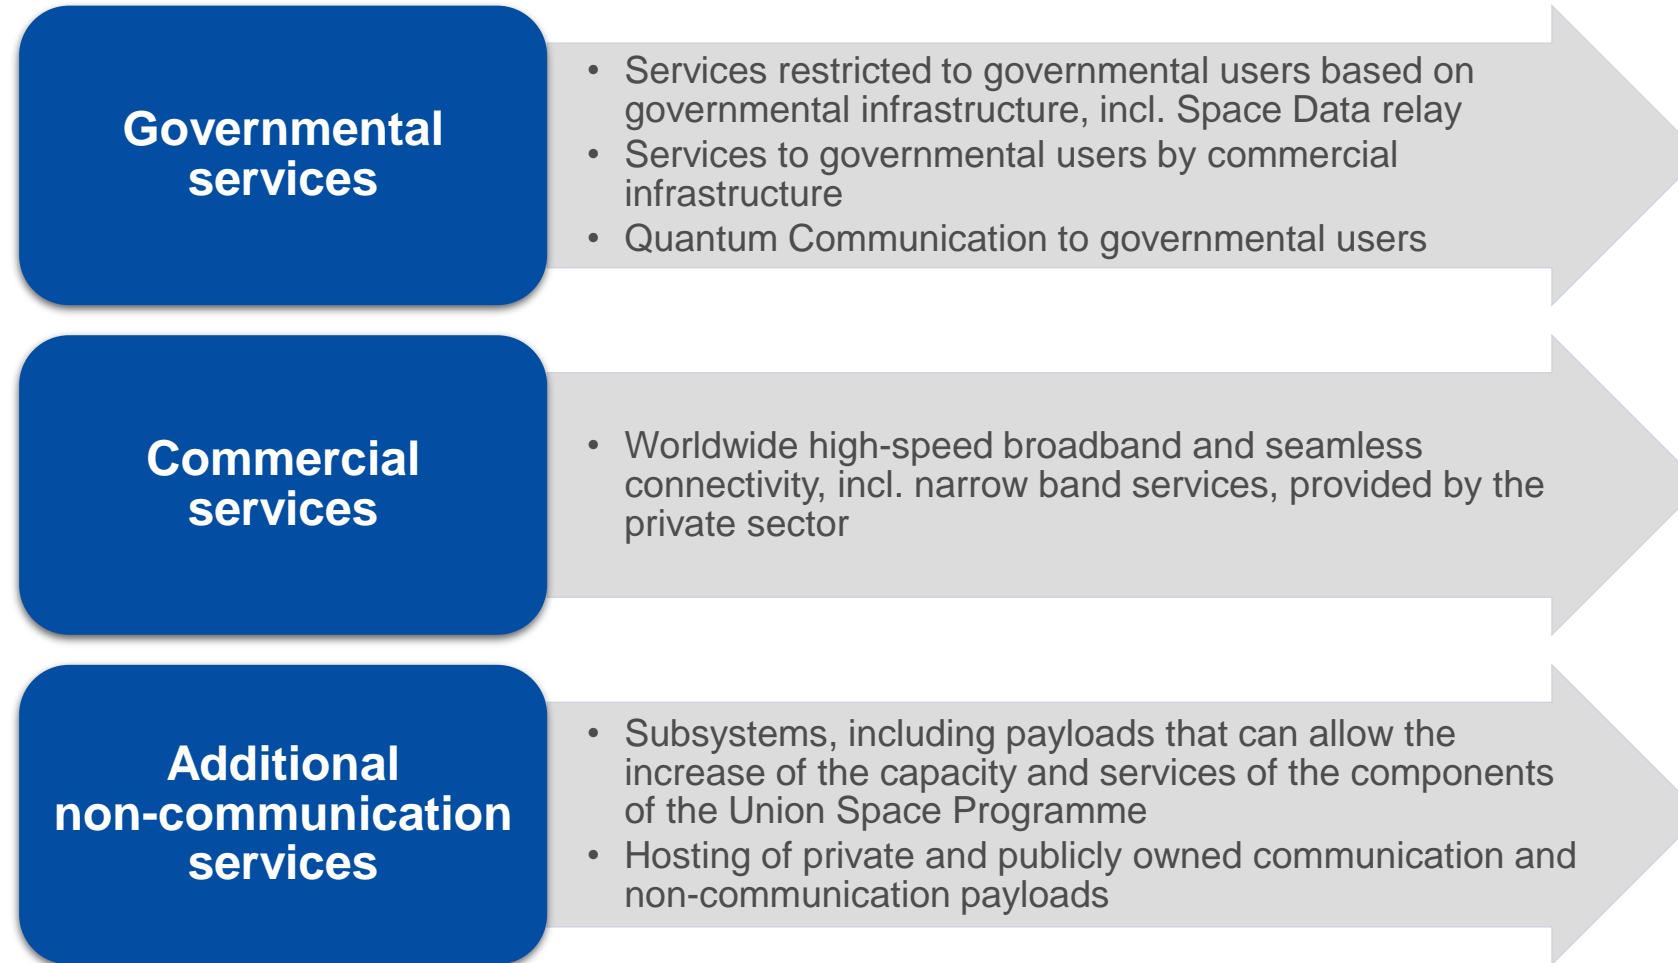 Governmental
services
• Services restricted to governmental users based on
governmental infrastructure, incl. Space Data relay
• Services to governmental users by commercial
infrastructure
• Quantum Communication to governmental users
Commercial
services
• Worldwide high-speed broadband and seamless
connectivity, incl. narrow band services, provided by the
private sector
Additional
non-communication
services
• Subsystems, including payloads that can allow the
increase of the capacity and services of the components
of the Union Space Programme
• Hosting of private and publicly owned communication and
non-communication payloads